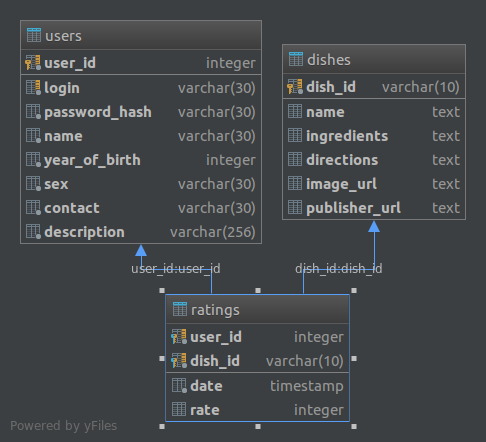 users
user_id integer
login varchar(30)
password_hash varchar(30)
name varchar(30)
year_of_birth integer
sex varchar(30)
contact varchar(30)
description varchar(256)
dishes
dish_id varchar(10)
name text
ingredients text
directions text
image_url text
publisher_url text
user_id:user_id
dish_id:dish_id
ratings
user_id integer
dish_id varchar(10)
date timestamp
rate integer
Powered by yFiles